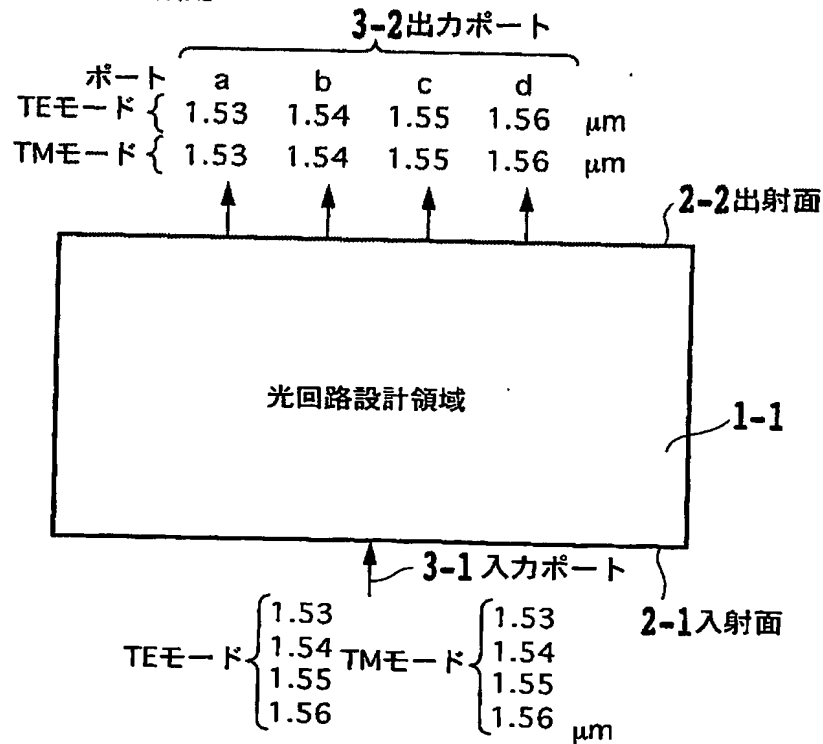 3-2出力ポート
ポート a b c d
TEモード { 1.53 1.54 1.55 1.56 μm
TMモード { 1.53 1.54 1.55 1.56 μm
2-2出射面
光回路設計領域
1-1
3-1入力ポート
2-1入射面
TEモード { 1.53 1.54 1.55 1.56
TMモード { 1.53 1.54 1.55 1.56 μm